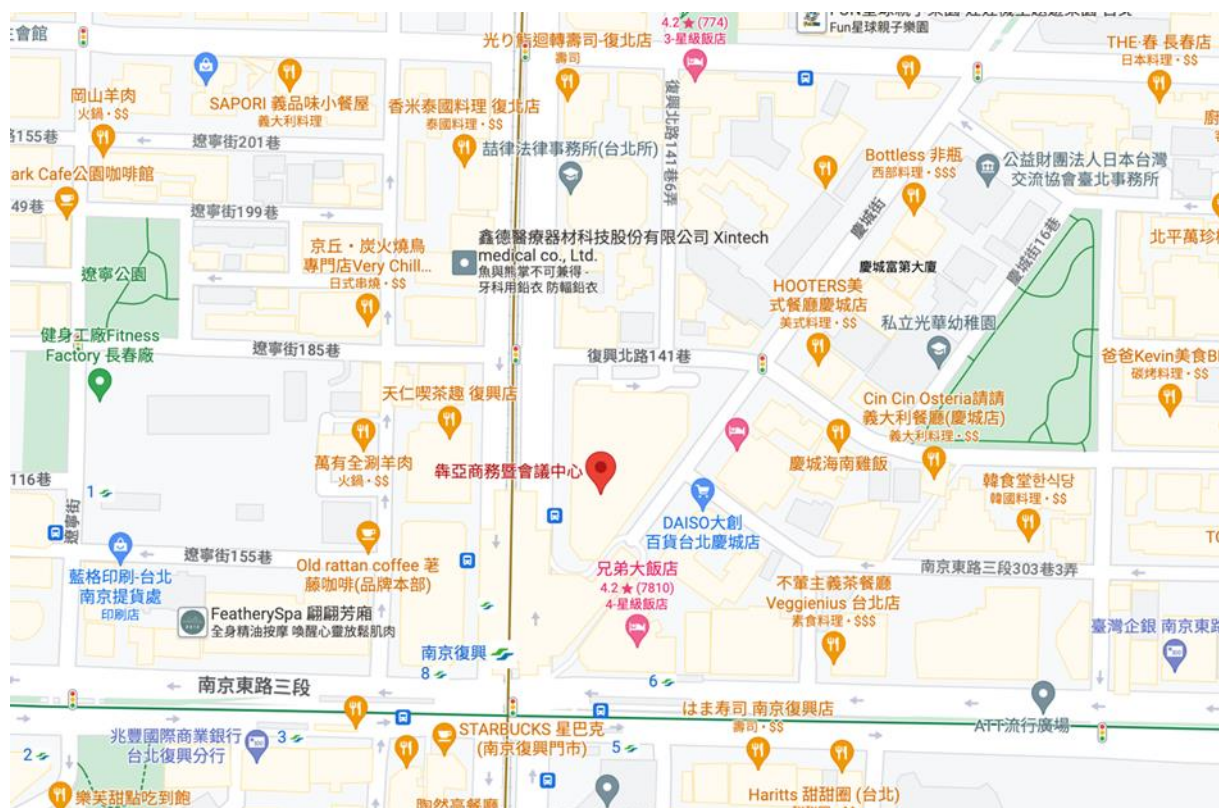 4.2 ★ (774)
3-星級飯店
Fun星球親子樂園
主會館
光り鮨迴轉壽司-復北店
壽司
THE·春 長春店
日本料理·$$
岡山羊肉
火鍋·$$
SAPORI 義品味小餐屋
義大利料理
香米泰國料理 復北店
泰國料理·$$
復興北路141巷6弄
155巷
遼寧街201巷
喆律法律事務所(台北所)
Bottless 非瓶
西部料理·$$$
公益財團法人日本台灣
交流協會臺北事務所
ark Cafe公園咖啡館
49巷
遼寧街199巷
慶城街
慶城街16巷
遼寧公園
京丘·炭火燒鳥
專門店Very Chill...
日式串燒·$$
鑫德醫療器材科技股份有限公司 Xintech
medical co., Ltd.
魚與熊掌不可兼得 -
牙科用鉛衣 防輻鉛衣
慶城富第大廈
北平萬珍
HOOTERS美
式餐廳慶城店
美式料理·$$
私立光華幼稚園
健身工廠Fitness
Factory 長春廠
遼寧街185巷
復興北路141巷
爸爸Kevin美食B
碳烤料理·$$
天仁喫茶趣 復興店
Cin Cin Osteria請請
義大利餐廳(慶城店)
義大利料理·$$
萬有全涮羊肉
火鍋·$$
犇亞商務暨會議中心
慶城海南雞飯
116巷
1
韓食堂한식당
韓國料理·$$
遼寧街
DAISO大創
百貨台北慶城店
遼寧街155巷
藍格印刷-台北
南京提貨處
印刷店
Old rattan coffee 荖
藤咖啡(品牌本部)
兄弟大飯店
4.2 ★ (7810)
4-星級飯店
南京東路三段303巷3弄
不葷主義茶餐廳
Veggienius 台北店
素食料理·$$$
FeatherySpa 翩翩芳廂
全身精油按摩 喚醒心靈放鬆肌肉
臺灣企銀 南京東路
南京復興
8
6
南京東路三段
はま寿司 南京復興店
壽司·$$
ATT流行廣場
兆豐國際商業銀行
台北復興分行
3
STARBUCKS 星巴克
(南京復興門市)
5
2
樂芙甜點吃到飽
陶然亭餐廳
Haritts 甜甜圈 (台北)